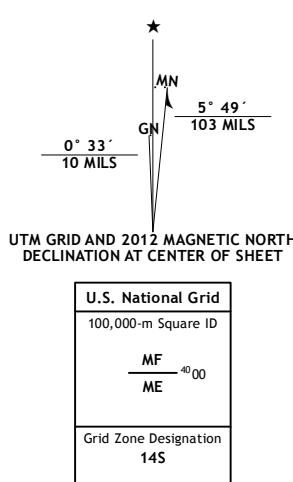 ★
MN
GN
5° 49´
103 MILS
0° 33´
10 MILS
UTM GRID AND 2012 MAGNETIC NORTH
DECLINATION AT CENTER OF SHEET
U.S. National Grid
100,000-m Square ID
MF
4000
ME
Grid Zone Designation
14S